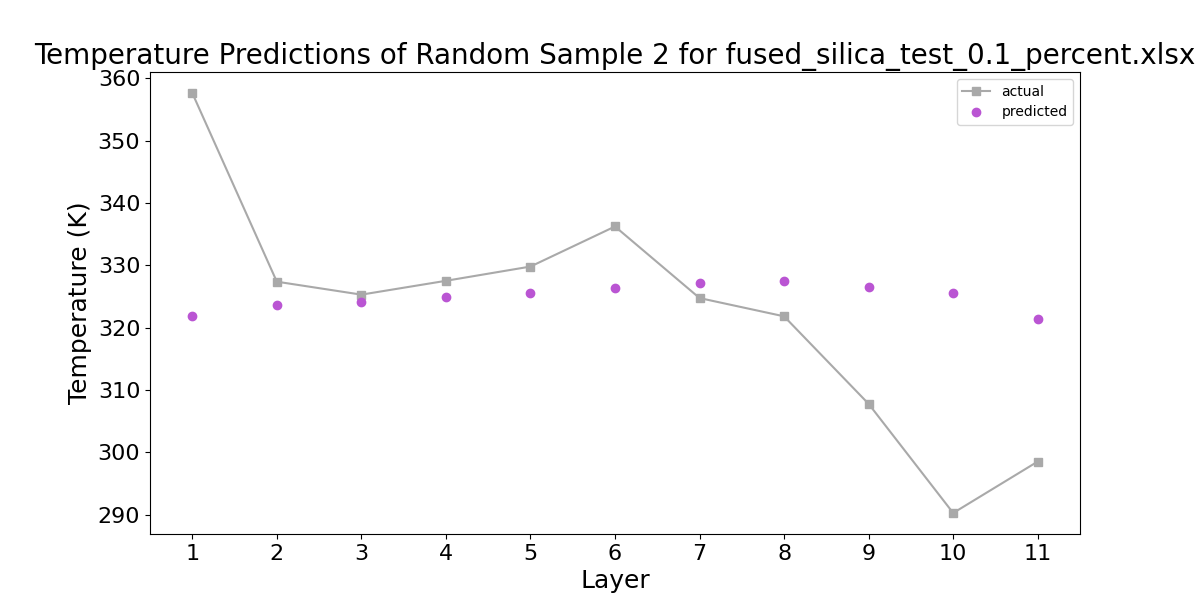 Temperature Predictions of Random Sample 2 for fused_silica_test_0.1_percent.xlsx
actual
predicted
360
350
340
330
320
310
300
290
Temperature (K)
1 2 3 4 5 6 7 8 9 10 11
Layer